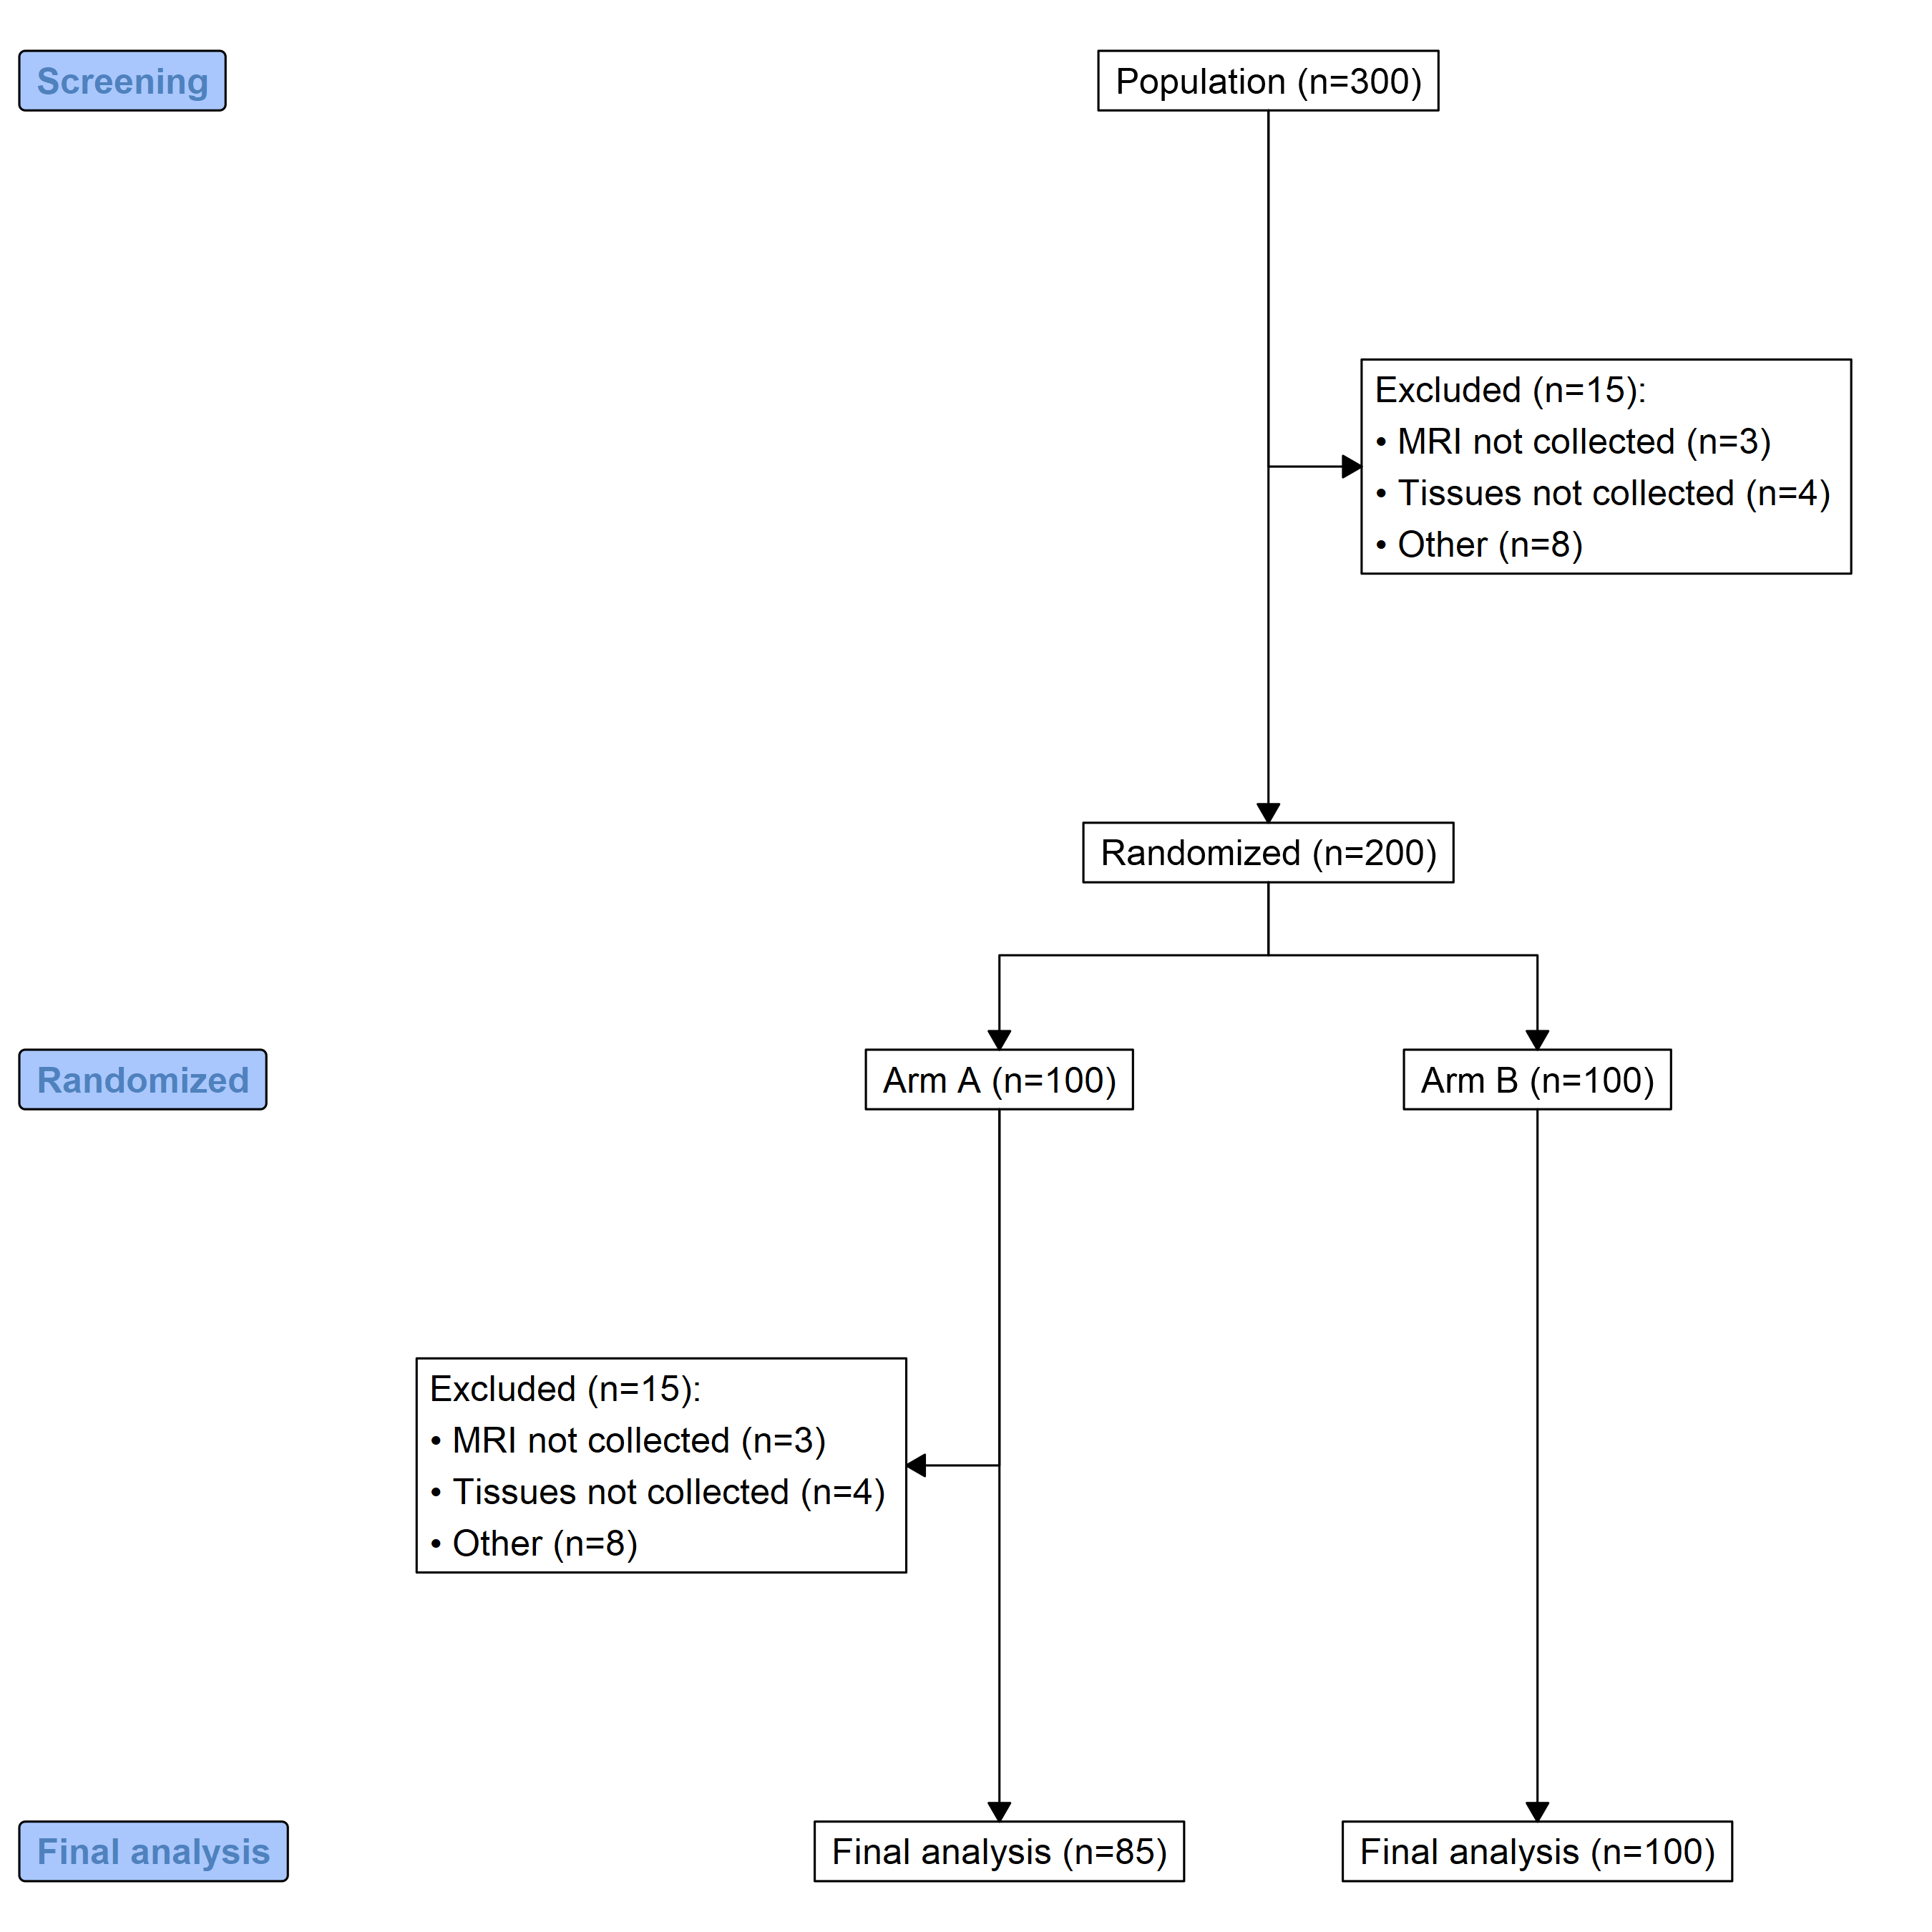 Screening
Population (n=300)
Excluded (n=15):
• MRI not collected (n=3)
• Tissues not collected (n=4)
• Other (n=8)
Randomized (n=200)
Randomized
Arm A (n=100)
Arm B (n=100)
Excluded (n=15):
• MRI not collected (n=3)
• Tissues not collected (n=4)
• Other (n=8)
Final analysis
Final analysis (n=85)
Final analysis (n=100)